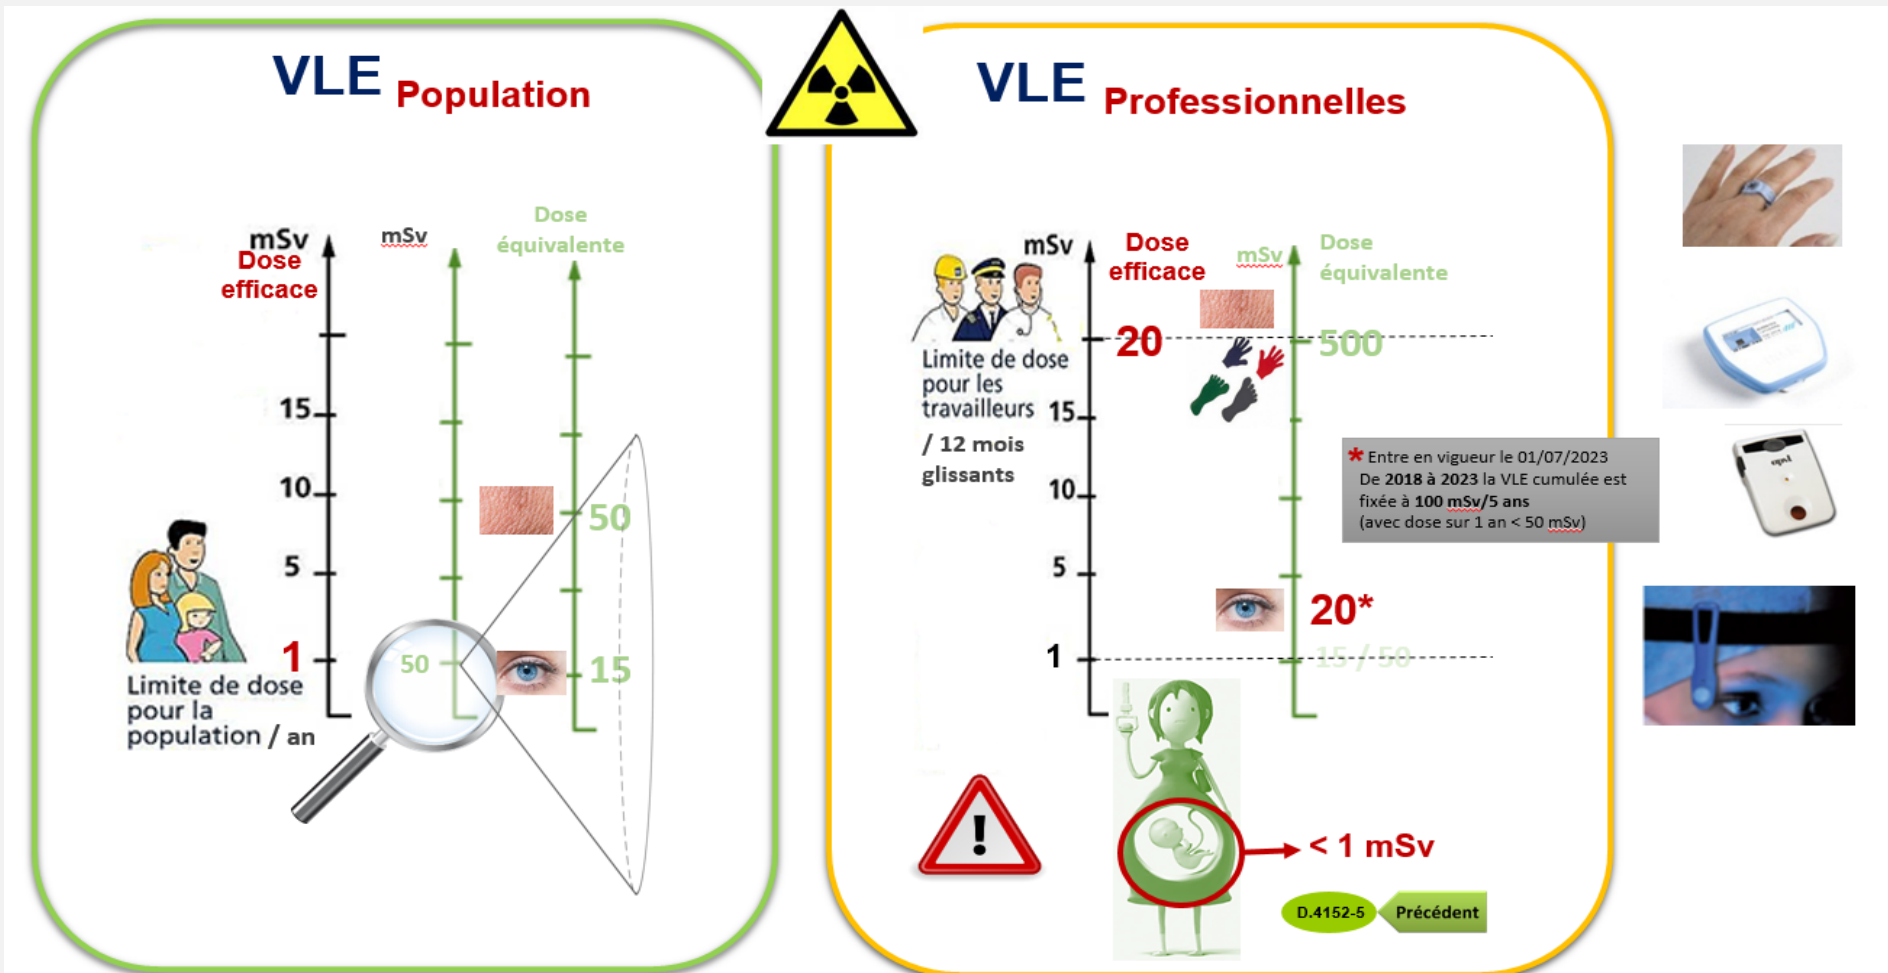 VLE Population
mSv
Dose
efficace
mSv
Dose
équivalente
15
10
5
1
50
50
15
Limite de dose
pour la
population / an
VLE Professionnelles
mSv
Dose
efficace
mSv
Dose
équivalente
20
500
Limite de dose
pour les
travailleurs
/ 12 mois
glissants
15
10
5
1
20*
15 / 50
* Entre en vigueur le 01/07/2023
De 2018 à 2023 la VLE cumulée est
fixée à 100 mSv/5 ans
(avec dose sur 1 an < 50 mSv)
!
< 1 mSv
D.4152-5
Précédent